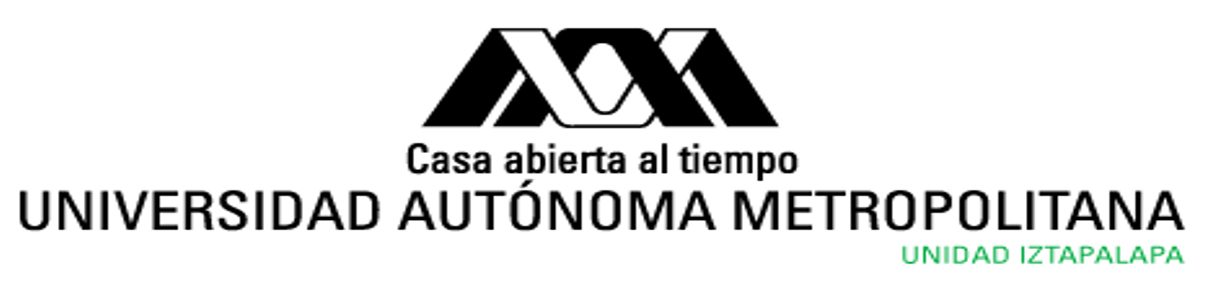 Casa abierta al tiempo
UNIVERSIDAD AUTÓNOMA METROPOLITANA
UNIDAD IZTAPALAPA